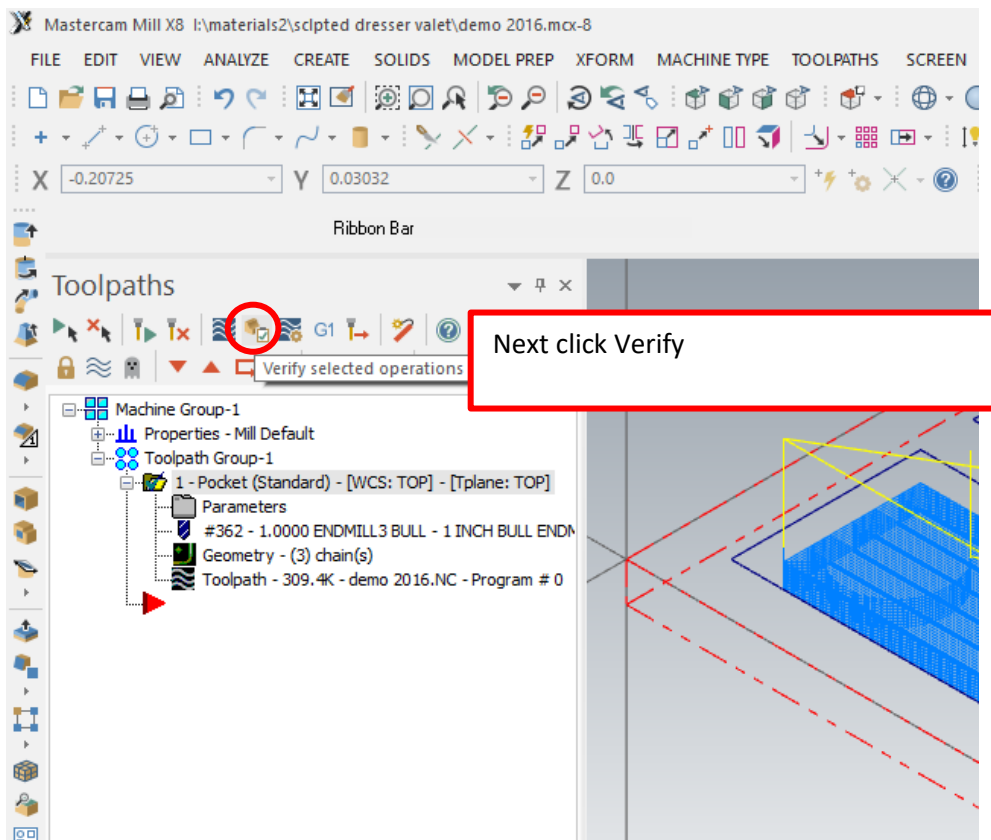 Mastercam Mill X8 I:\materials2\sclpted dresser valet\demo 2016.mcx-8
FILE EDIT VIEW ANALYZE CREATE SOLIDS MODEL PREP XFORM MACHINE TYPE TOOLPATHS SCREEN
X -0.20725 Y 0.03032 Z 0.0
Ribbon Bar
Toolpaths
G1
Next click Verify
Verify selected operations
Machine Group-1
Properties - Mill Default
Toolpath Group-1
1 - Pocket (Standard) - [WCS: TOP] - [Tplane: TOP]
Parameters
#362 - 1.0000 ENDMILL3 BULL - 1 INCH BULL ENDM
Geometry - (3) chain(s)
Toolpath - 309.4K - demo 2016.NC - Program # 0